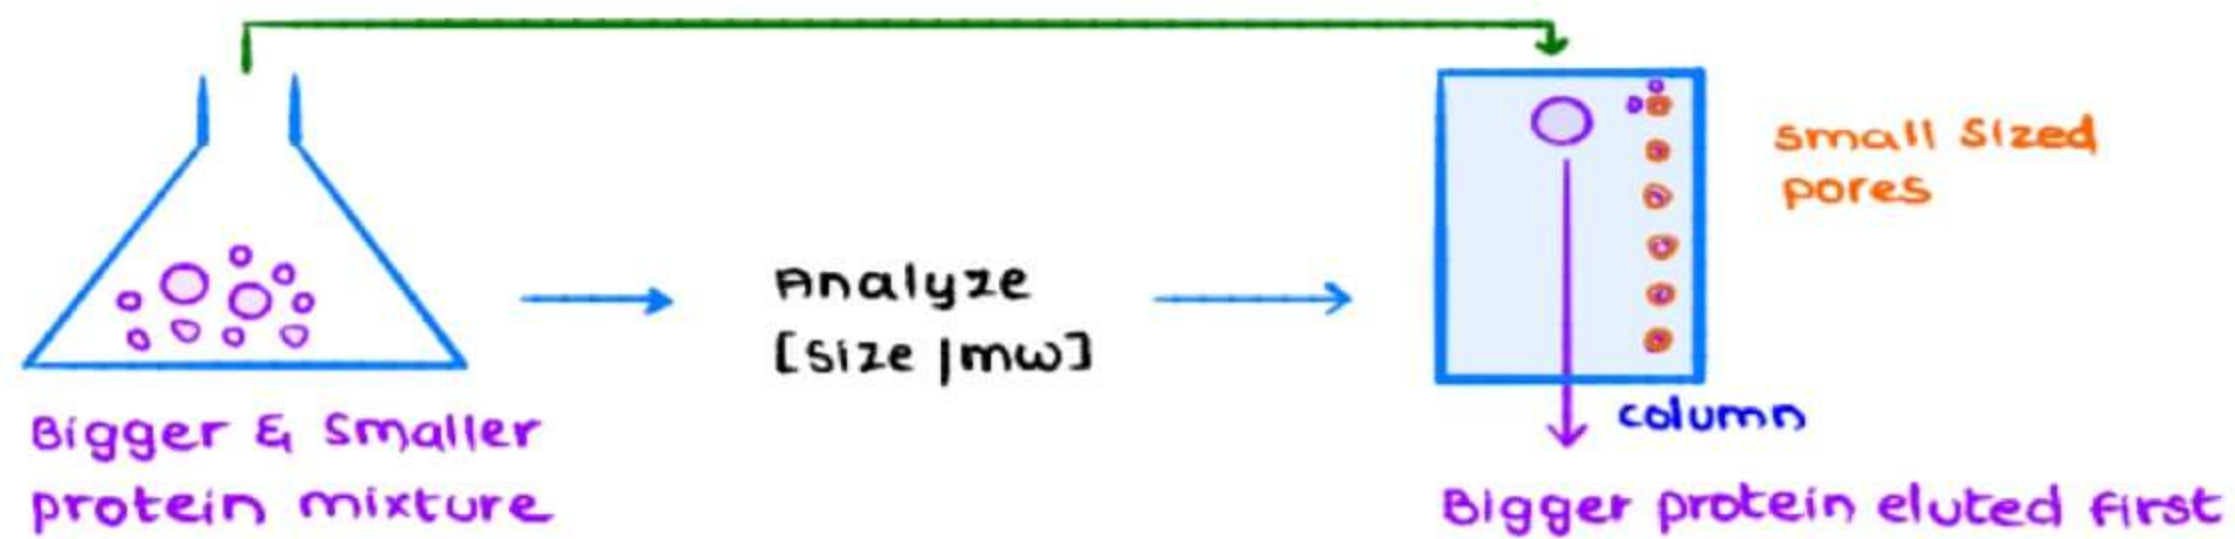 Analyze
[Size | mw]
Bigger & Smaller
protein mixture
small sized
pores
column
Bigger protein eluted first